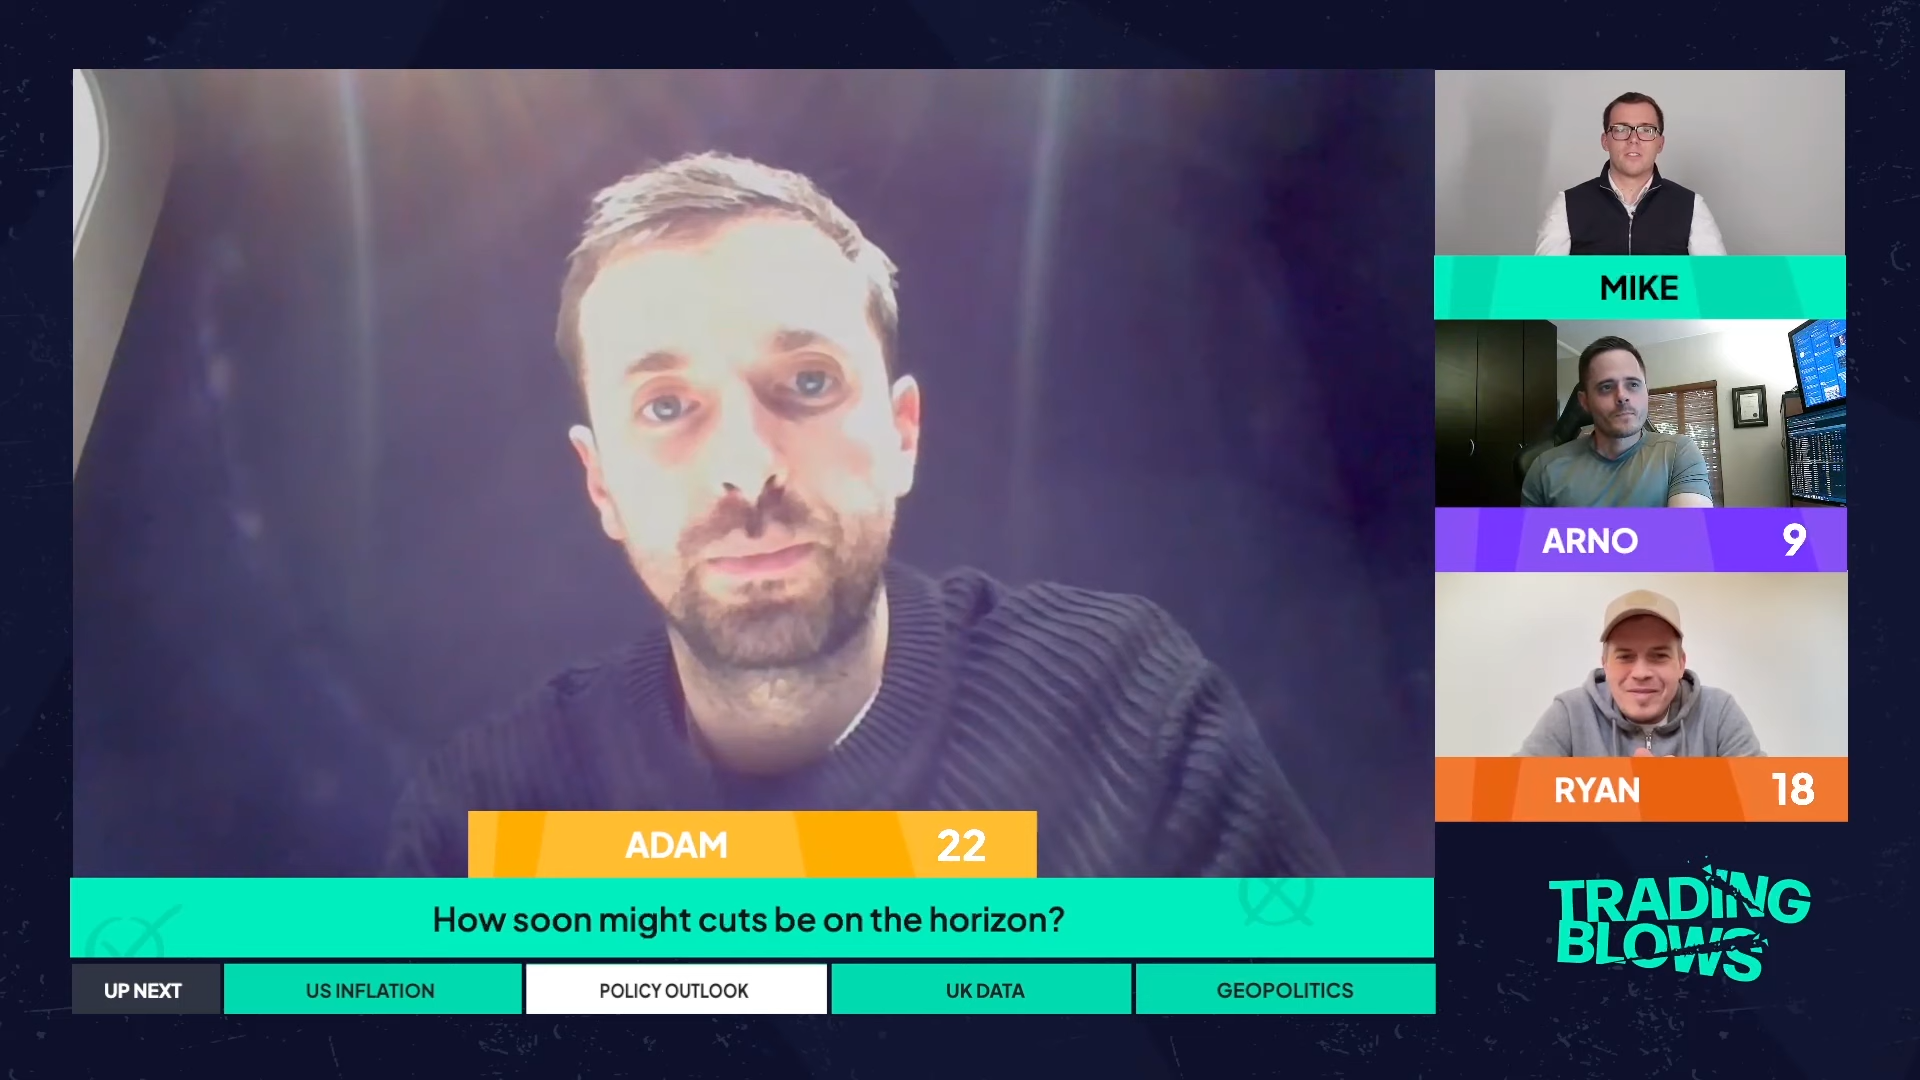 MIKE
ARNO 9
RYAN 18
ADAM 22
How soon might cuts be on the horizon?
UP NEXT
US INFLATION
POLICY OUTLOOK
UK DATA
GEOPOLITICS
TRADING
BLOWS